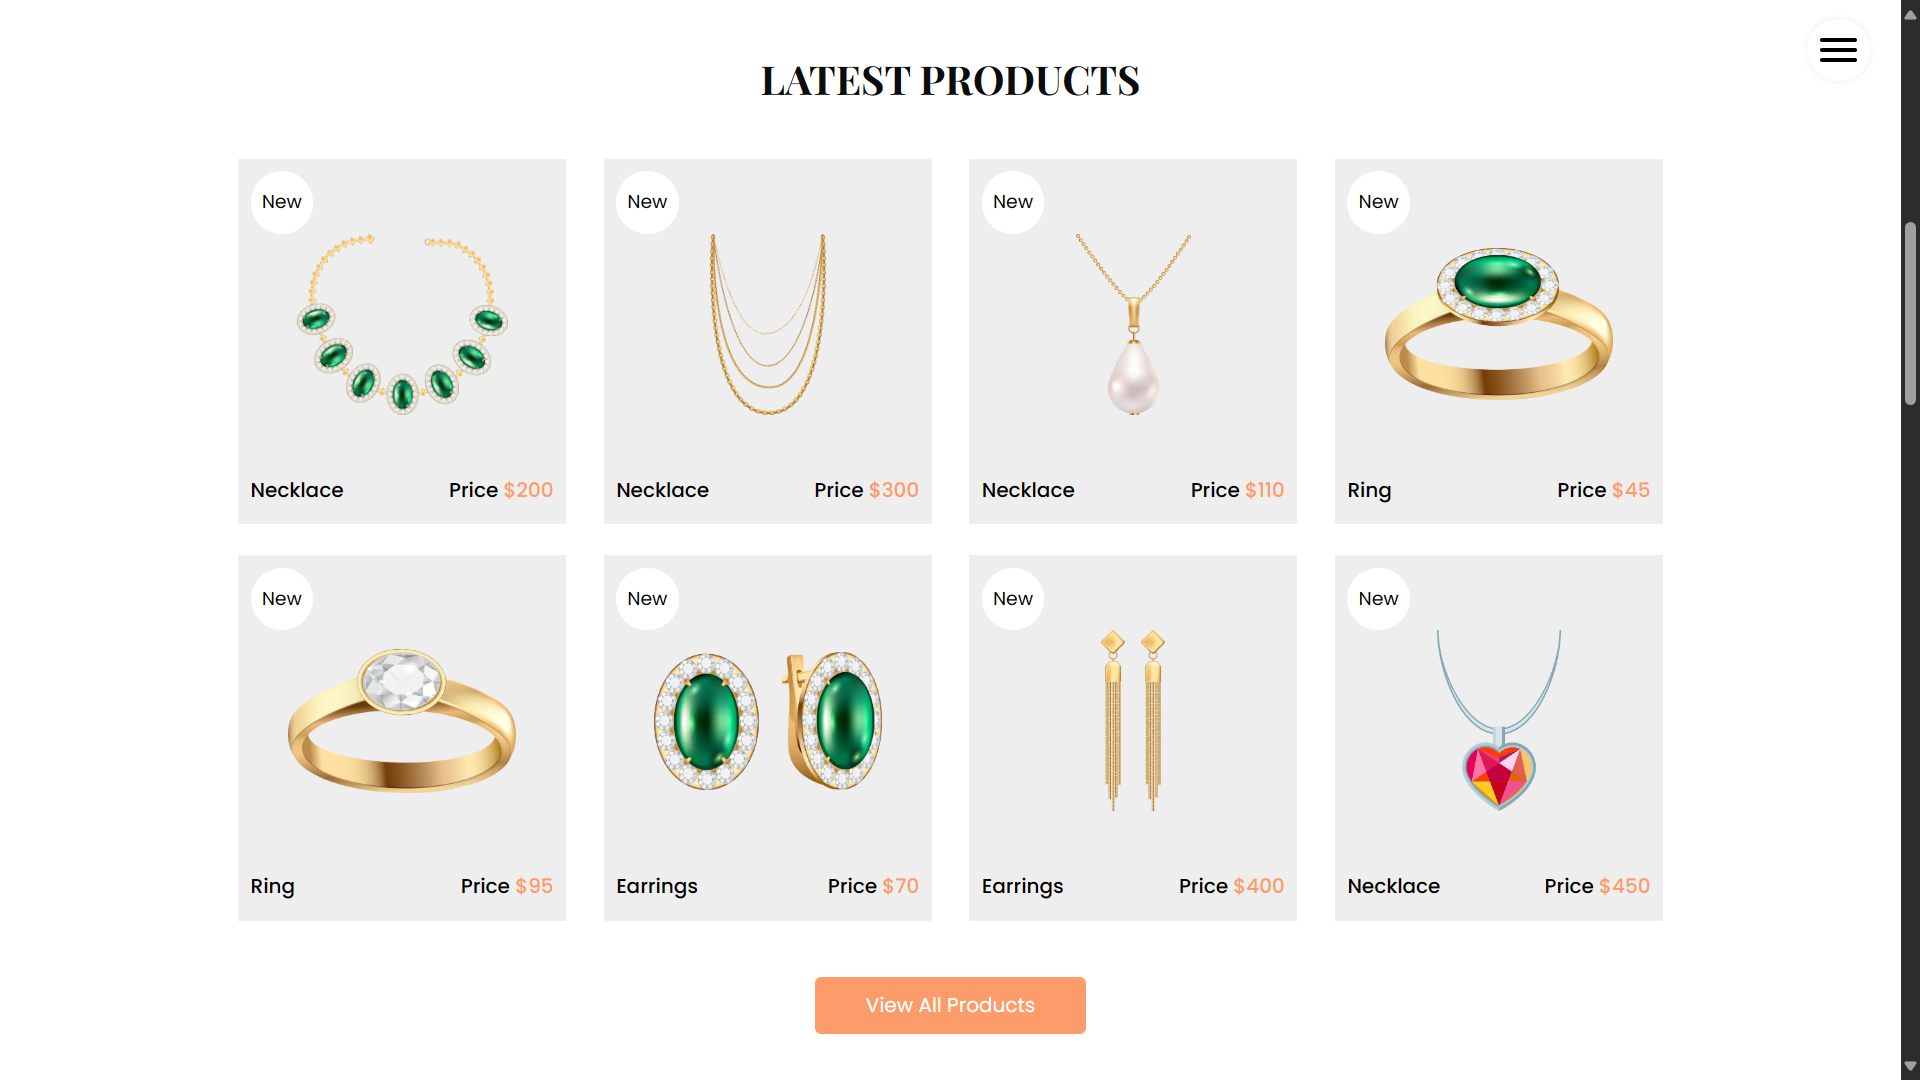 LATEST PRODUCTS
New
New
New
New
Necklace Price $200
Necklace Price $300
Necklace Price $110
Ring Price $45
New
New
New
New
Ring Price $95
Earrings Price $70
Earrings Price $400
Necklace Price $450
View All Products